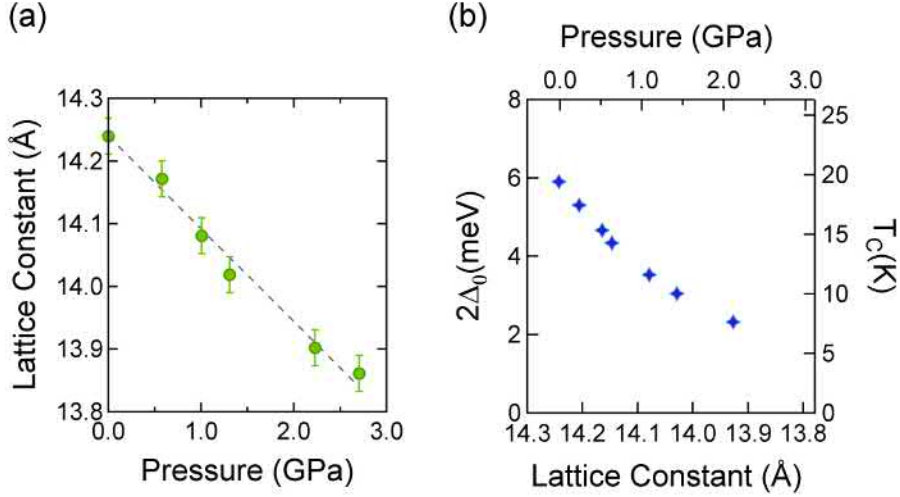 (a)
14.3
14.2
14.1
14.0
13.9
13.8
Lattice Constant (Å)
0.0 1.0 2.0 3.0
Pressure (GPa)
(b)
Pressure (GPa)
0.0 1.0 2.0 3.0
8
6
4
2
0
2Δ₀(meV)
25
20
15
10
5
0
T_C(K)
14.3 14.2 14.1 14.0 13.9 13.8
Lattice Constant (Å)